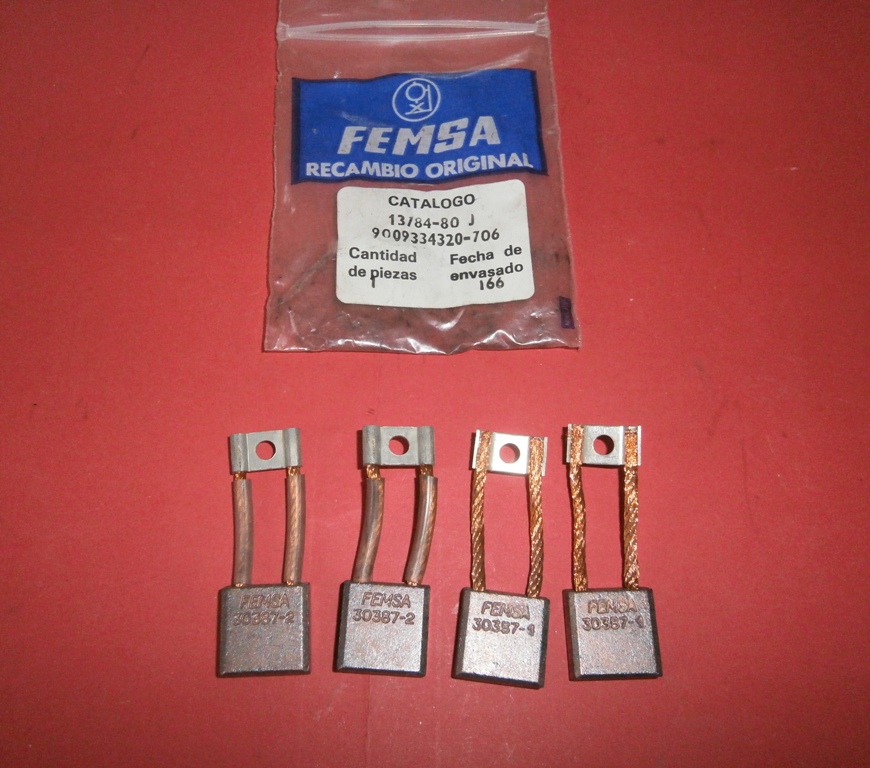 FEMSA
RECAMBIO ORIGINAL
CATALOGO
13784-80 J
9009334320-706
Cantidad
de piezas
1
Fecha de
envasado
166
FEMSA
30387-2
FEMSA
30387-2
FEMSA
30387-1
FEMSA
30387-1